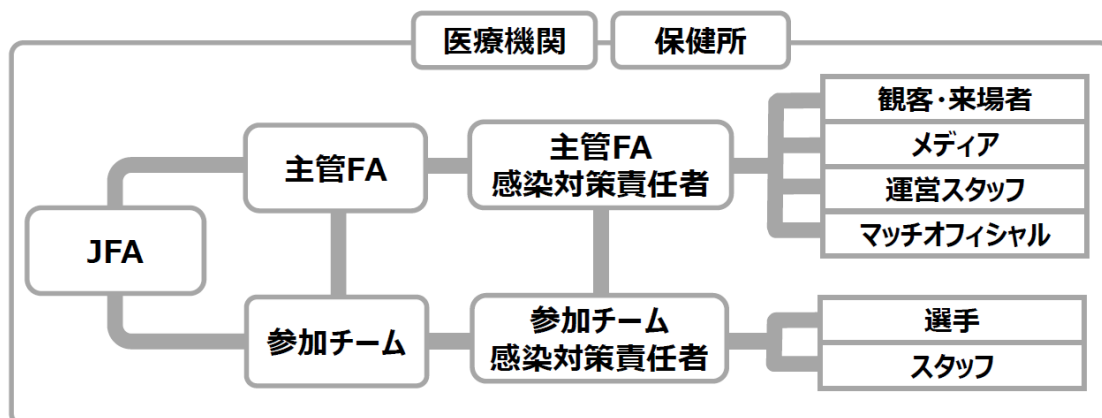 医療機関
保健所
JFA
主管FA
主管FA
感染対策責任者
観客・来場者
メディア
運営スタッフ
マッチオフィシャル
参加チーム
参加チーム
感染対策責任者
選手
スタッフ